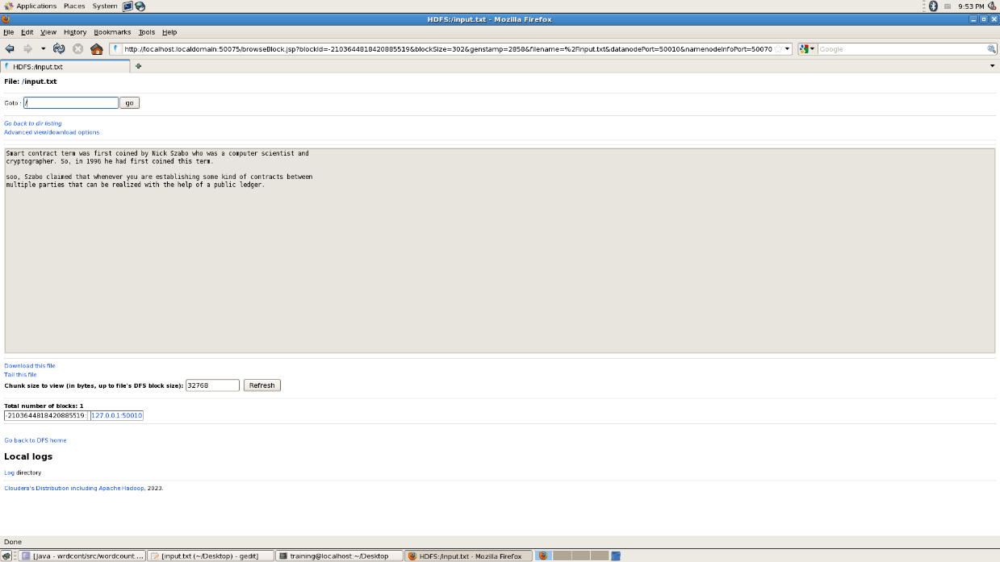 Applications Places System 9:53 PM
HDFS:/input.txt - Mozilla Firefox
File Edit View History Bookmarks Tools Help
http://localhost.localdomain:50075/browseBlock.jsp?blockId=-2103644818420885519&blockSize=302&genstamp=2858&filename=%2Finput.txt&datanodePort=50010&namenodeInfoPort=50070 Google
HDFS:/input.txt
File: /input.txt
Goto : / go
Go back to dir listing
Advanced view/download options
Smart contract term was first coined by Nick Szabo who was a computer scientist and
cryptographer. So, in 1996 he had first coined this term.
soo, Szabo claimed that whenever you are establishing some kind of contracts between
multiple parties that can be realized with the help of a public ledger.
Download this file
Tail this file
Chunk size to view (in bytes, up to file's DFS block size): 32768 Refresh
Total number of blocks: 1
-2103644818420885519: 127.0.0.1:50010
Go back to DFS home
Local logs
Log directory
Cloudera's Distribution including Apache Hadoop, 2023.
Done
[Java - wrdcont/src/wordcount.... [input.txt (~/Desktop) - gedit] training@localhost:~/Desktop HDFS:/input.txt - Mozilla Firefox